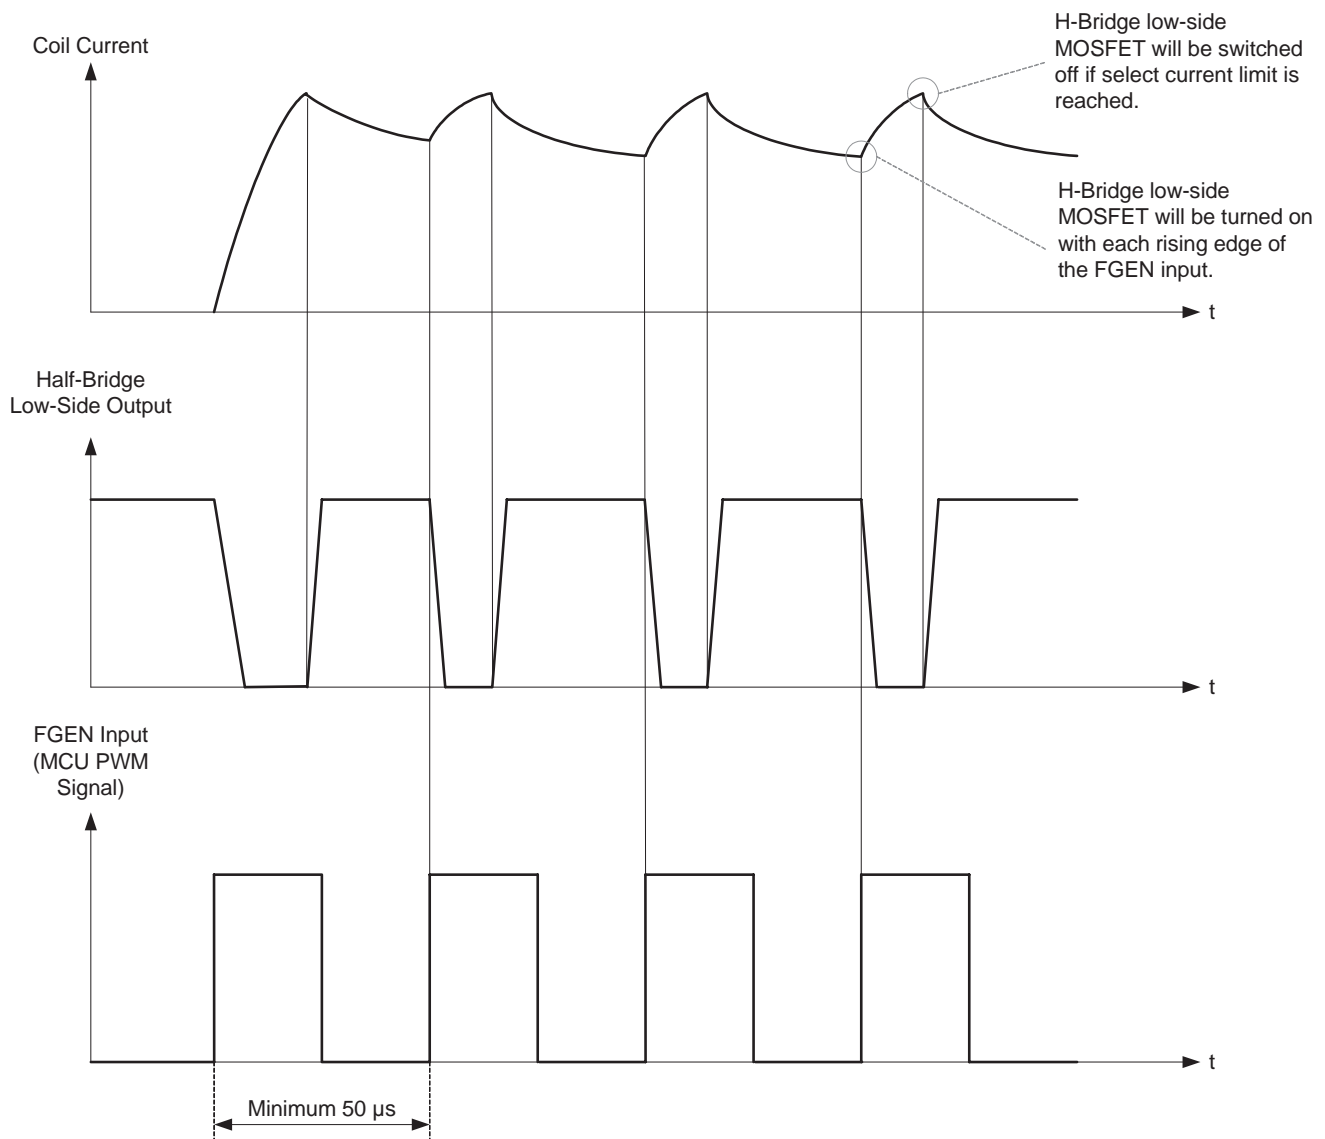 H-Bridge low-side
MOSFET will be switched
off if select current limit is
reached.
Coil Current
H-Bridge low-side
MOSFET will be turned on
with each rising edge of
the FGEN input.
t
Half-Bridge
Low-Side Output
t
FGEN Input
(MCU PWM
Signal)
t
Minimum 50 µs